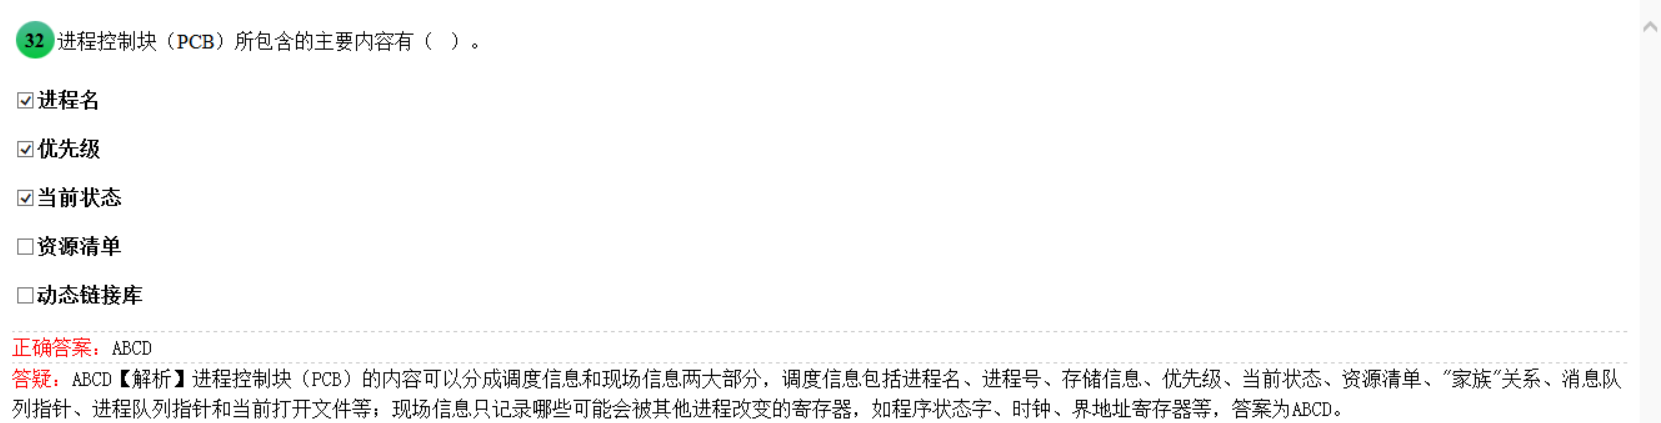 32 进程控制块（PCB）所包含的主要内容有（ ）。
进程名
优先级
当前状态
资源清单
动态链接库
正确答案：ABCD
答疑：ABCD【解析】进程控制块（PCB）的内容可以分成调度信息和现场信息两大部分，调度信息包括进程名、进程号、存储信息、优先级、当前状态、资源清单、"家族"关系、消息队
列指针、进程队列指针和当前打开文件等；现场信息只记录哪些可能会被其他进程改变的寄存器，如程序状态字、时钟、界地址寄存器等，答案为ABCD。